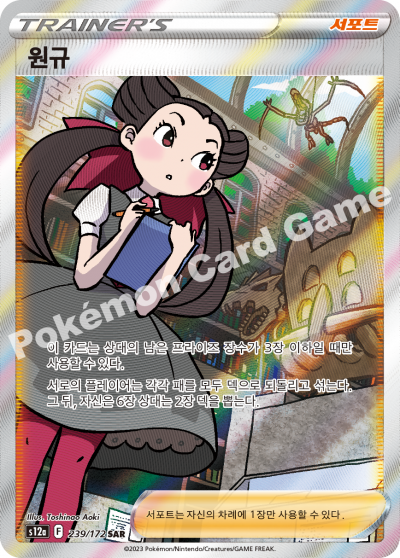 TRAINER'S
서포트
원규
Pokémon Card Game
이 카드는 상대의 남은 프라이즈 장수가 3장 이하일 때만
사용할 수 있다.
서로의 플레이어는 각각 패를 모두 덱으로 되돌리고 섞는다.
그 뒤, 자신은 6장 상대는 2장 덱을 뽑는다.
Illus. Toshinao Aoki
s12a F 239/172 SAR
서포트는 자신의 차례에 1장만 사용할 수 있다.
©2023 Pokémon/Nintendo/Creatures/GAME FREAK.